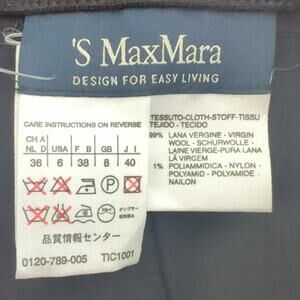 'S MaxMara
DESIGN FOR EASY LIVING
CARE INSTRUCTIONS ON REVERSE
CH A
NL D USA F GB J I
36 6 38 8 40
品質情報センター
0120-789-005 TIC1001
TESSUTO-CLOTH-STOFF-TISSU
TEJIDO - TECIDO
99% LANA VERGINE - VIRGIN
WOOL - SCHURWOLLE -
LAINE VIERGE-PURA LANA
LÃ VIRGEM
1% POLIAMMIDICA - NYLON -
POLYAMID - POLYAMIDE -
NAILON